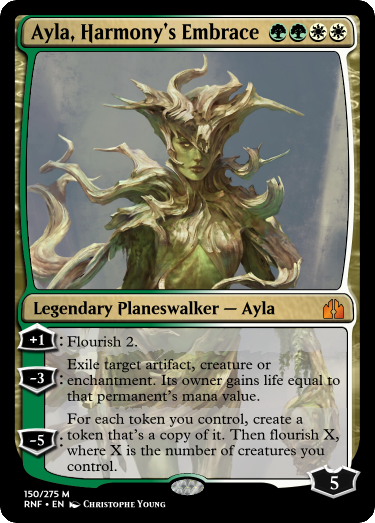 Ayla, Harmony's Embrace
Legendary Planeswalker — Ayla
+1: Flourish 2.
-3: Exile target artifact, creature or
enchantment. Its owner gains life equal to
that permanent's mana value.
-5: For each token you control, create a
token that's a copy of it. Then flourish X,
where X is the number of creatures you
control.
5
150/275 M
RNF • EN Christophe Young